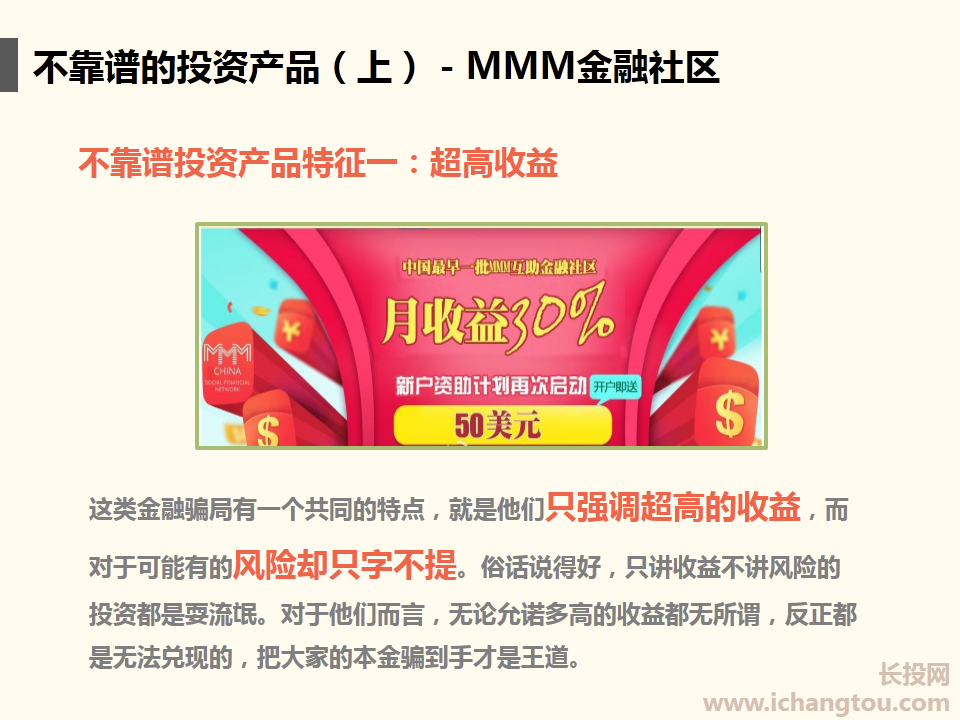 不靠谱的投资产品（上）- MMM金融社区
不靠谱投资产品特征一：超高收益
中国最早一批MMM互助金融社区
月收益30%
新户资助计划再次启动
开户即送
50美元
MMM
CHINA
SOCIAL FINANCIAL
NETWORK
¥
¥
$
$
这类金融骗局有一个共同的特点，就是他们只强调超高的收益，而
对于可能有的风险却只字不提。俗话说得好，只讲收益不讲风险的
投资都是耍流氓。对于他们而言，无论允诺多高的收益都无所谓，反正都
是无法兑现的，把大家的本金骗到手才是王道。
长投网
www.ichangtou.com